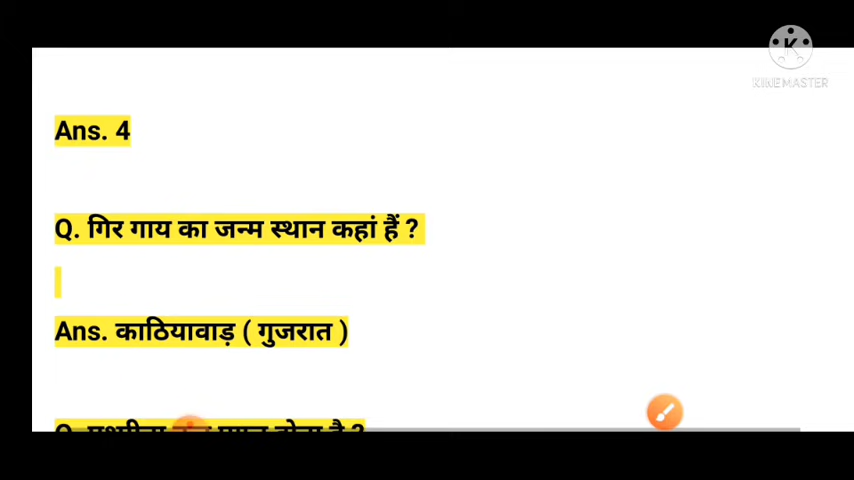 KINEMASTER
Ans. 4
Q. गिर गाय का जन्म स्थान कहां हैं ?
Ans. काठियावाड़ ( गुजरात )
Q. होता है ?